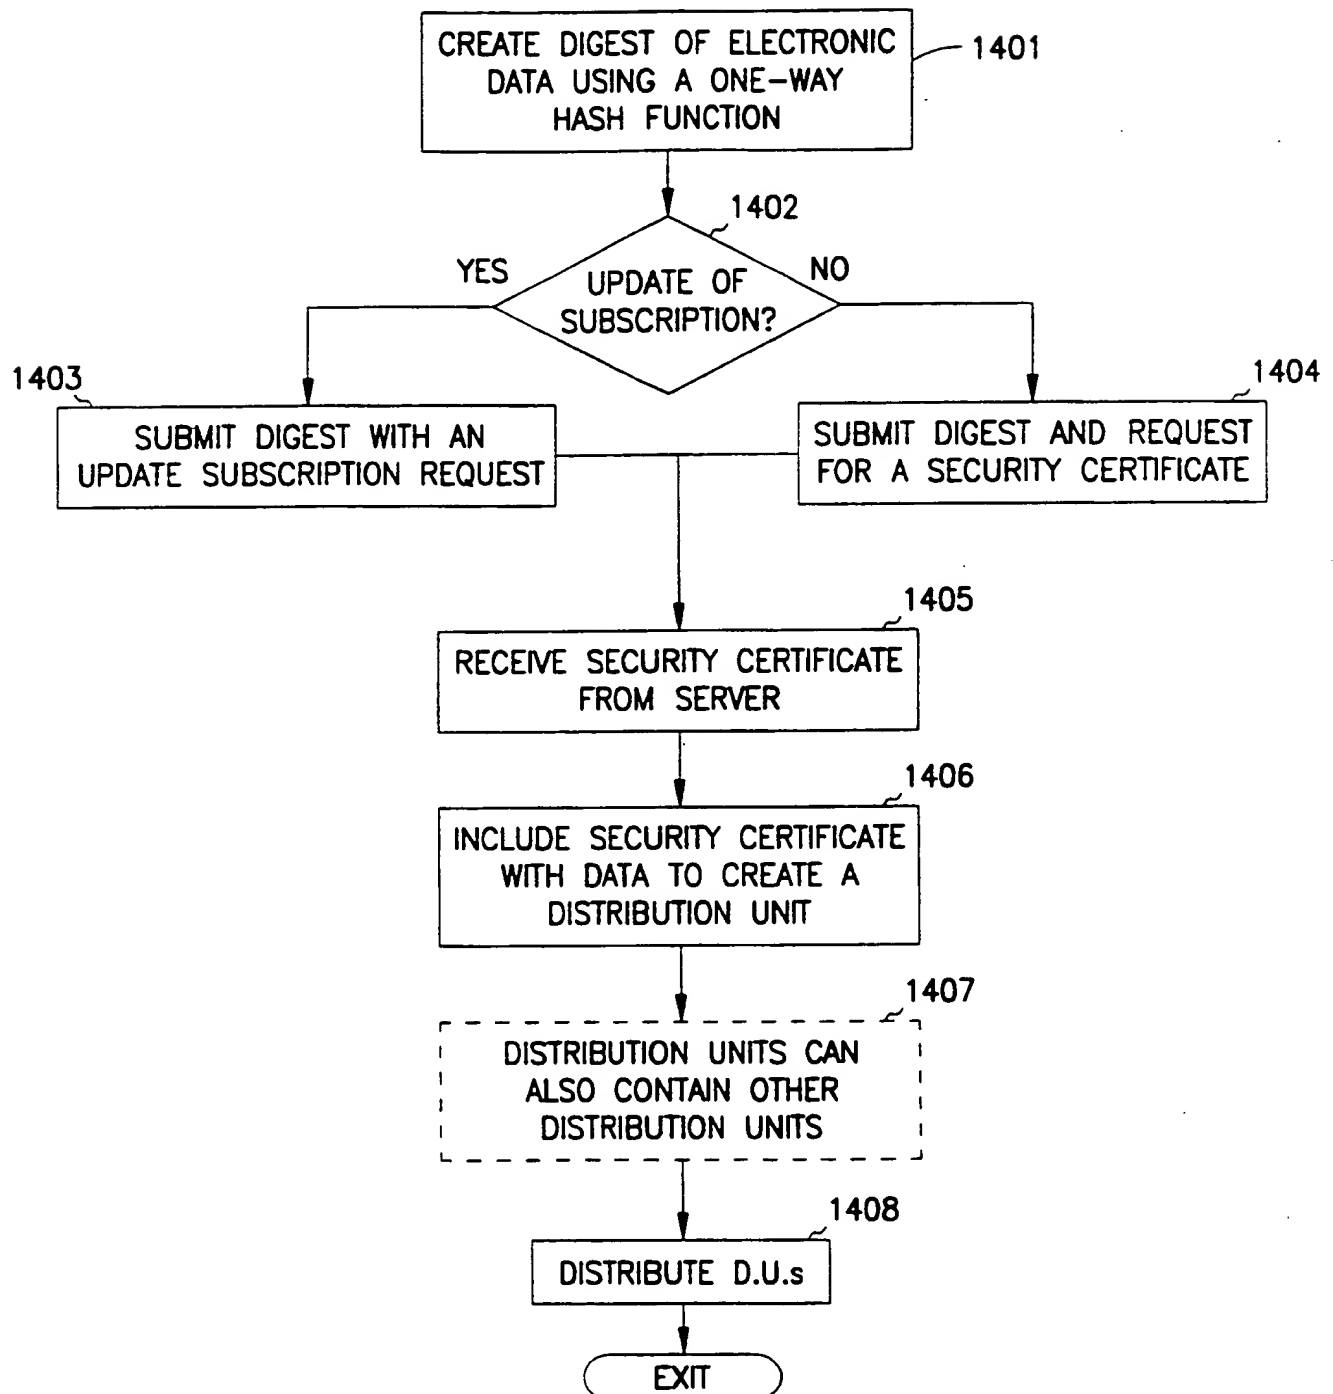 CREATE DIGEST OF ELECTRONIC
DATA USING A ONE-WAY
HASH FUNCTION
1401
1402
YES
UPDATE OF
SUBSCRIPTION?
NO
1403
SUBMIT DIGEST WITH AN
UPDATE SUBSCRIPTION REQUEST
1404
SUBMIT DIGEST AND REQUEST
FOR A SECURITY CERTIFICATE
1405
RECEIVE SECURITY CERTIFICATE
FROM SERVER
1406
INCLUDE SECURITY CERTIFICATE
WITH DATA TO CREATE A
DISTRIBUTION UNIT
1407
DISTRIBUTION UNITS CAN
ALSO CONTAIN OTHER
DISTRIBUTION UNITS
1408
DISTRIBUTE D.U.s
EXIT